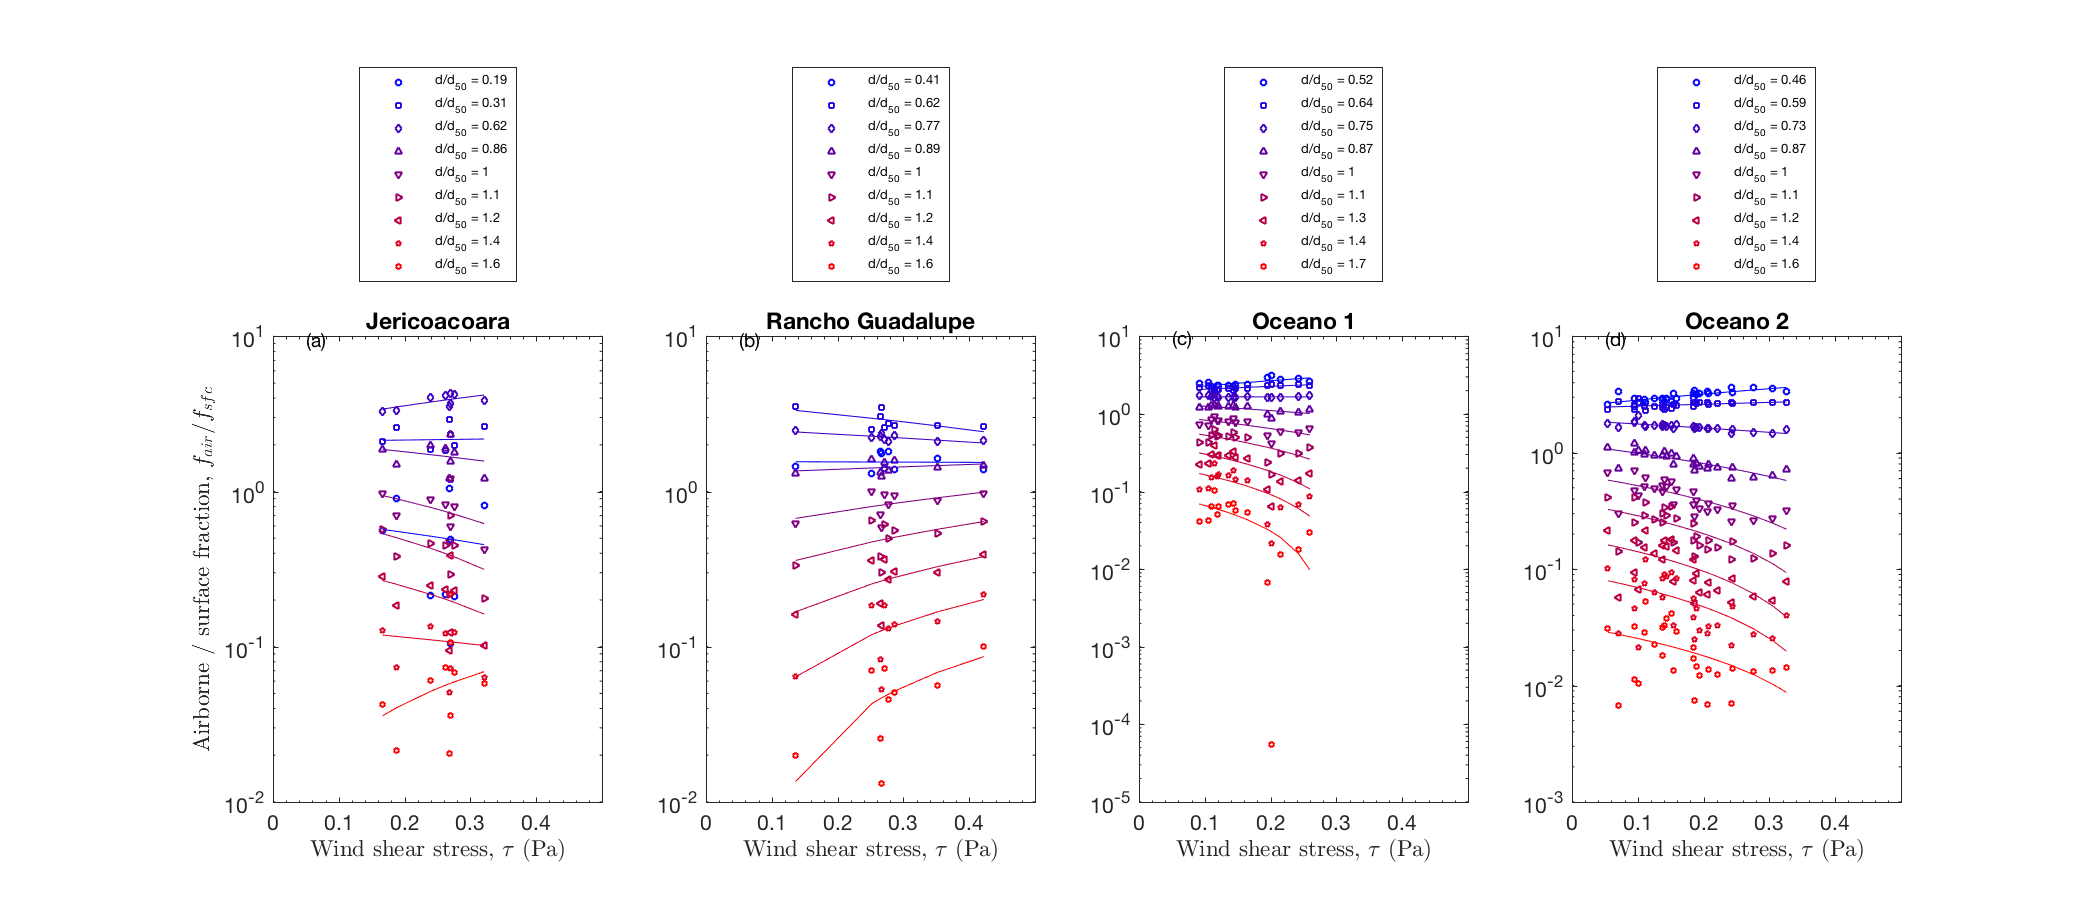 d/d50 = 0.19
d/d50 = 0.31
d/d50 = 0.62
d/d50 = 0.86
d/d50 = 1
d/d50 = 1.1
d/d50 = 1.2
d/d50 = 1.4
d/d50 = 1.6
d/d50 = 0.41
d/d50 = 0.62
d/d50 = 0.77
d/d50 = 0.89
d/d50 = 1
d/d50 = 1.1
d/d50 = 1.2
d/d50 = 1.4
d/d50 = 1.6
d/d50 = 0.52
d/d50 = 0.64
d/d50 = 0.75
d/d50 = 0.87
d/d50 = 1
d/d50 = 1.1
d/d50 = 1.3
d/d50 = 1.4
d/d50 = 1.7
d/d50 = 0.46
d/d50 = 0.59
d/d50 = 0.73
d/d50 = 0.87
d/d50 = 1
d/d50 = 1.1
d/d50 = 1.2
d/d50 = 1.4
d/d50 = 1.6
Jericoacoara
(a)
Airborne / surface fraction, fair/fsfc
10^1
10^0
10^-1
10^-2
0 0.1 0.2 0.3 0.4
Wind shear stress, τ (Pa)
Rancho Guadalupe
(b)
10^1
10^0
10^-1
10^-2
0 0.1 0.2 0.3 0.4
Wind shear stress, τ (Pa)
Oceano 1
(c)
10^1
10^0
10^-1
10^-2
10^-3
10^-4
10^-5
0 0.1 0.2 0.3 0.4
Wind shear stress, τ (Pa)
Oceano 2
(d)
10^1
10^0
10^-1
10^-2
10^-3
0 0.1 0.2 0.3 0.4
Wind shear stress, τ (Pa)